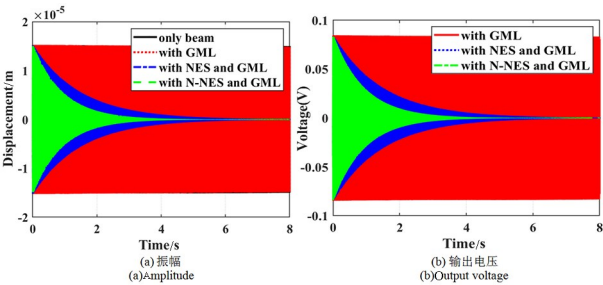 2 ×10^-5
only beam
with GML
with NES and GML
with N-NES and GML
Displacement/m
1
0
-1
-2
0 2 4 6 8
Time/s
(a) 振幅
(a)Amplitude
0.1
with GML
with NES and GML
with N-NES and GML
Voltage(V)
0.05
0
-0.05
-0.1
0 2 4 6 8
Time/s
(b) 输出电压
(b)Output voltage